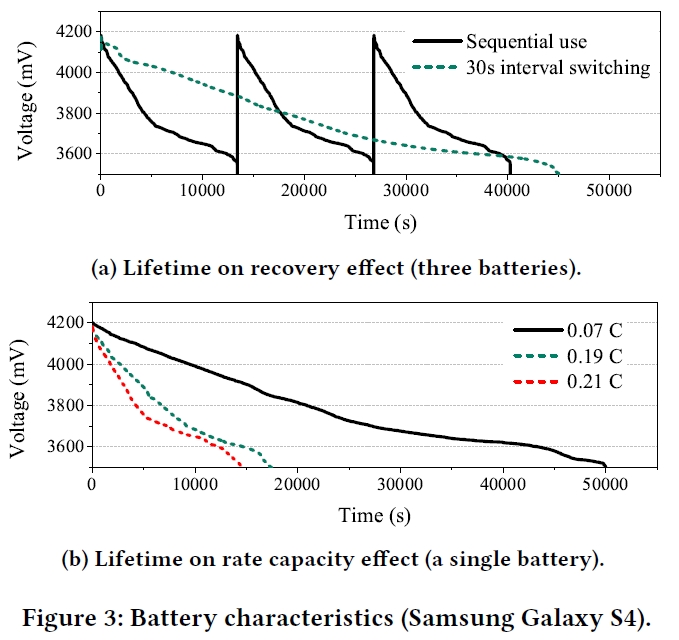 4200
4000
3800
3600
Voltage (mV)
Sequential use
30s interval switching
0 10000 20000 30000 40000 50000
Time (s)
(a) Lifetime on recovery effect (three batteries).
4200
4000
3800
3600
Voltage (mV)
0.07 C
0.19 C
0.21 C
0 10000 20000 30000 40000 50000
Time (s)
(b) Lifetime on rate capacity effect (a single battery).
Figure 3: Battery characteristics (Samsung Galaxy S4).